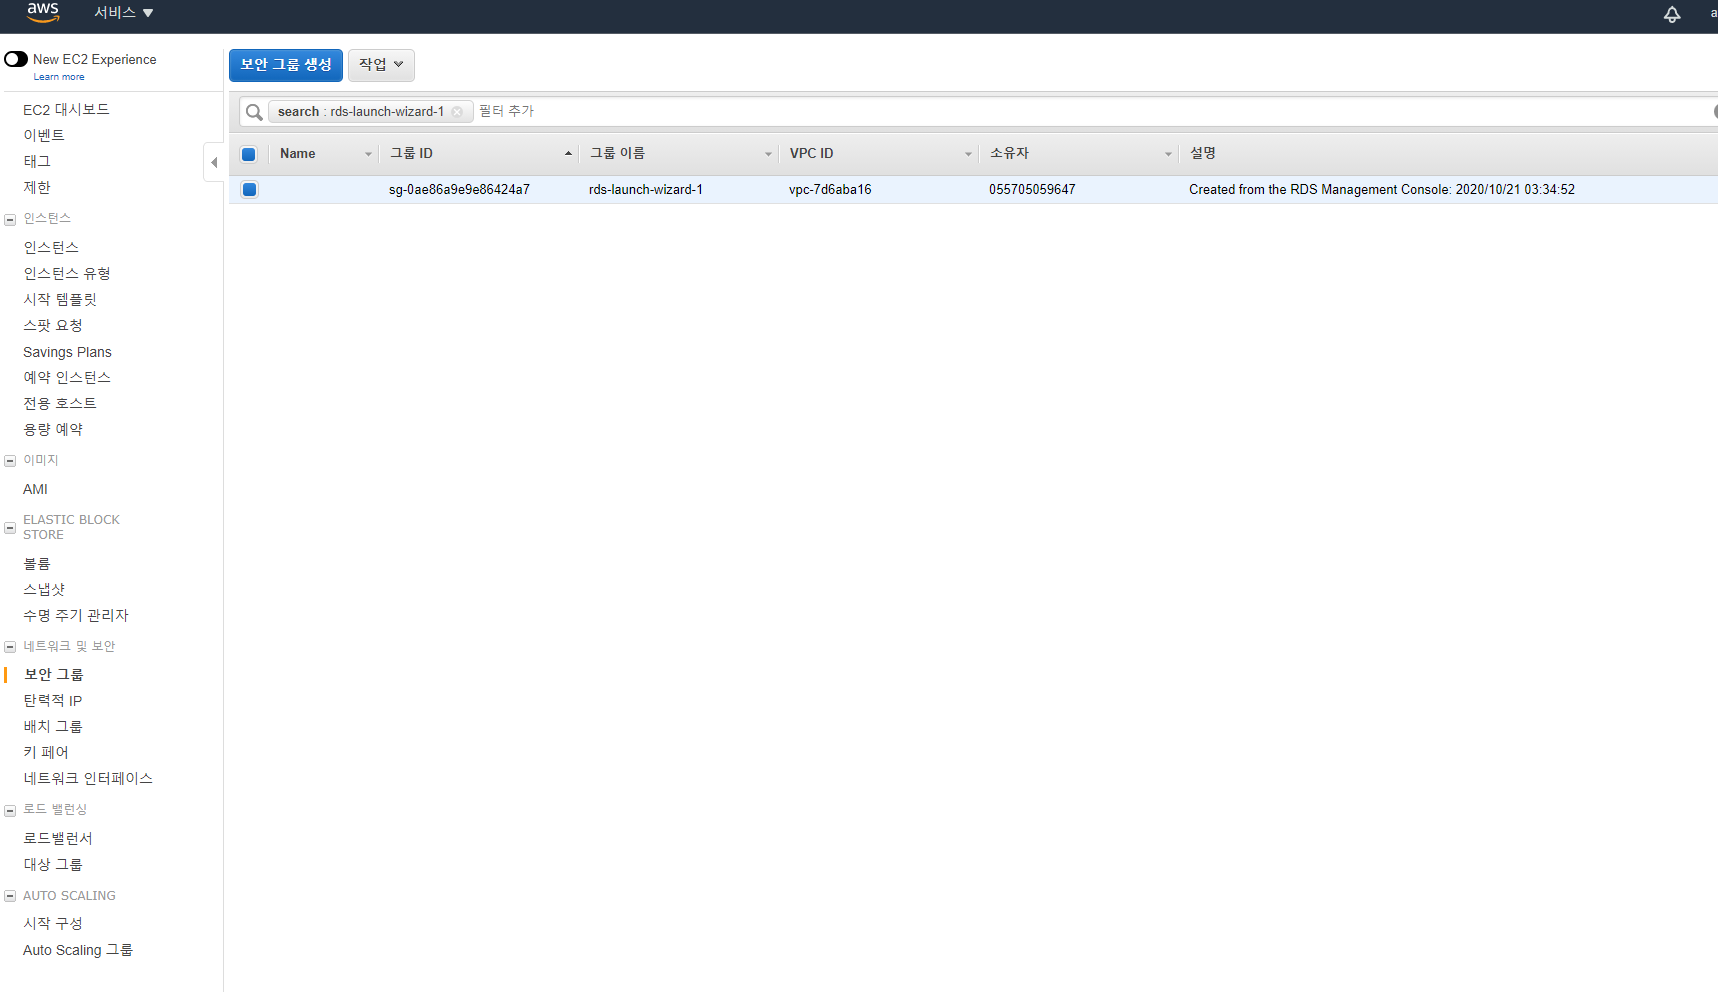 aws
서비스
a
New EC2 Experience
Learn more
EC2 대시보드
이벤트
태그
제한
인스턴스
인스턴스
인스턴스 유형
시작 템플릿
스팟 요청
Savings Plans
예약 인스턴스
전용 호스트
용량 예약
이미지
AMI
ELASTIC BLOCK
STORE
볼륨
스냅샷
수명 주기 관리자
네트워크 및 보안
보안 그룹
탄력적 IP
배치 그룹
키 페어
네트워크 인터페이스
로드 밸런싱
로드밸런서
대상 그룹
AUTO SCALING
시작 구성
Auto Scaling 그룹
보안 그룹 생성 작업
search : rds-launch-wizard-1 필터 추가
Name 그룹 ID 그룹 이름 VPC ID 소유자 설명
sg-0ae86a9e9e86424a7 rds-launch-wizard-1 vpc-7d6aba16 055705059647 Created from the RDS Management Console: 2020/10/21 03:34:52